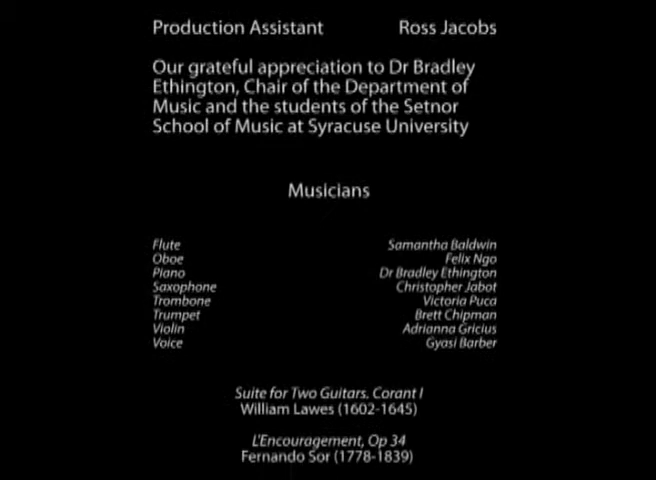 Production Assistant Ross Jacobs
Our grateful appreciation to Dr Bradley
Ethington, Chair of the Department of
Music and the students of the Setnor
School of Music at Syracuse University
Musicians
Flute Samantha Baldwin
Oboe Felix Ngo
Piano Dr Bradley Ethington
Saxophone Christopher Jabot
Trombone Victoria Puca
Trumpet Brett Chipman
Violin Adrianna Gricius
Voice Gyasi Barber
Suite for Two Guitars. Corant I
William Lawes (1602-1645)
L'Encouragement, Op 34
Fernando Sor (1778-1839)